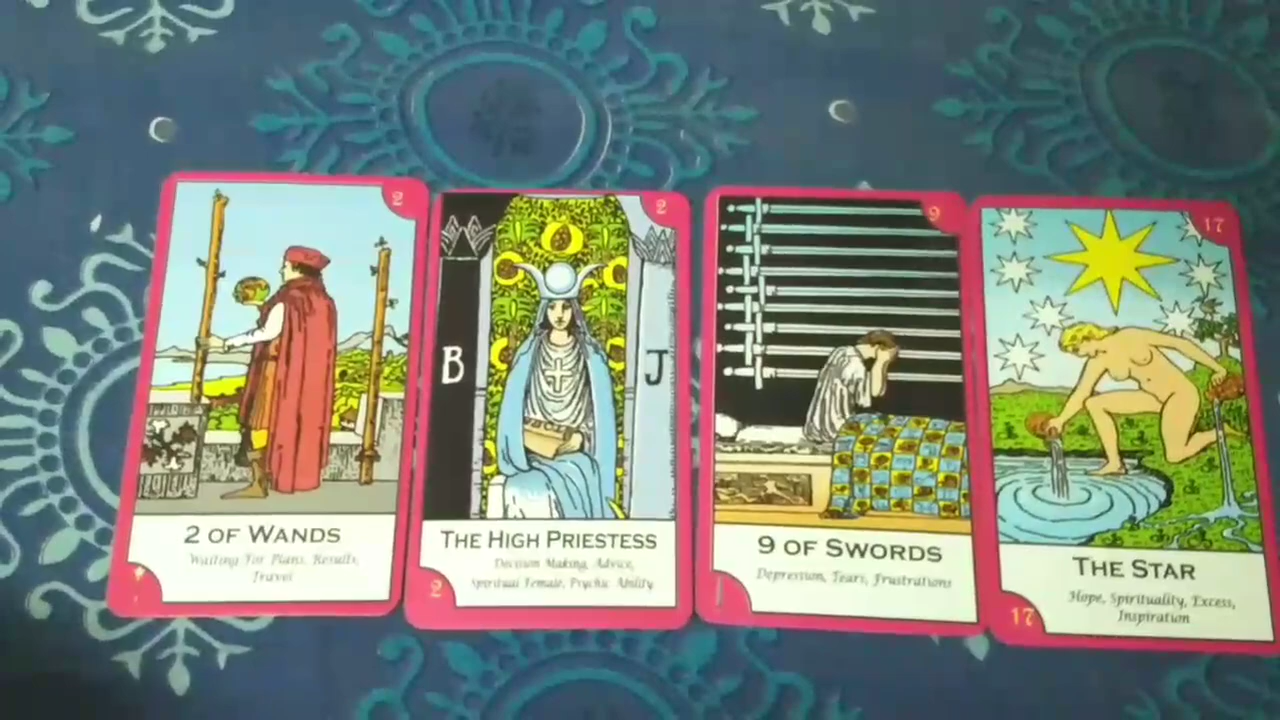 2
2 OF WANDS
Waiting For Plans, Results,
Travel
2
B
J
THE HIGH PRIESTESS
Decision Making, Advice,
Spiritual Female, Psychic Ability
2
9
9 OF SWORDS
Depression, Tears, Frustrations
17
THE STAR
Hope, Spirituality, Excess,
Inspiration
17